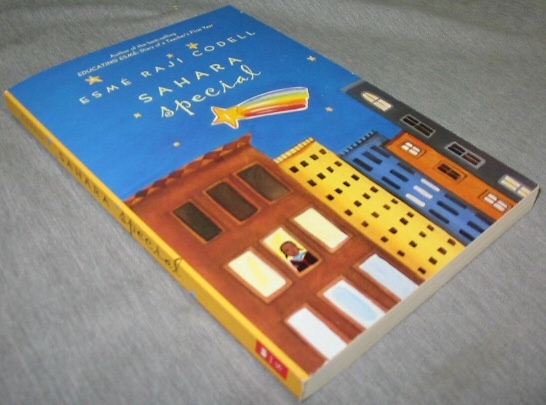 Author of the best-selling
EDUCATING ESMÉ: Diary of a Teacher's First Year
ESMÉ RAJI CODELL
SAHARA
special
SAHARA special